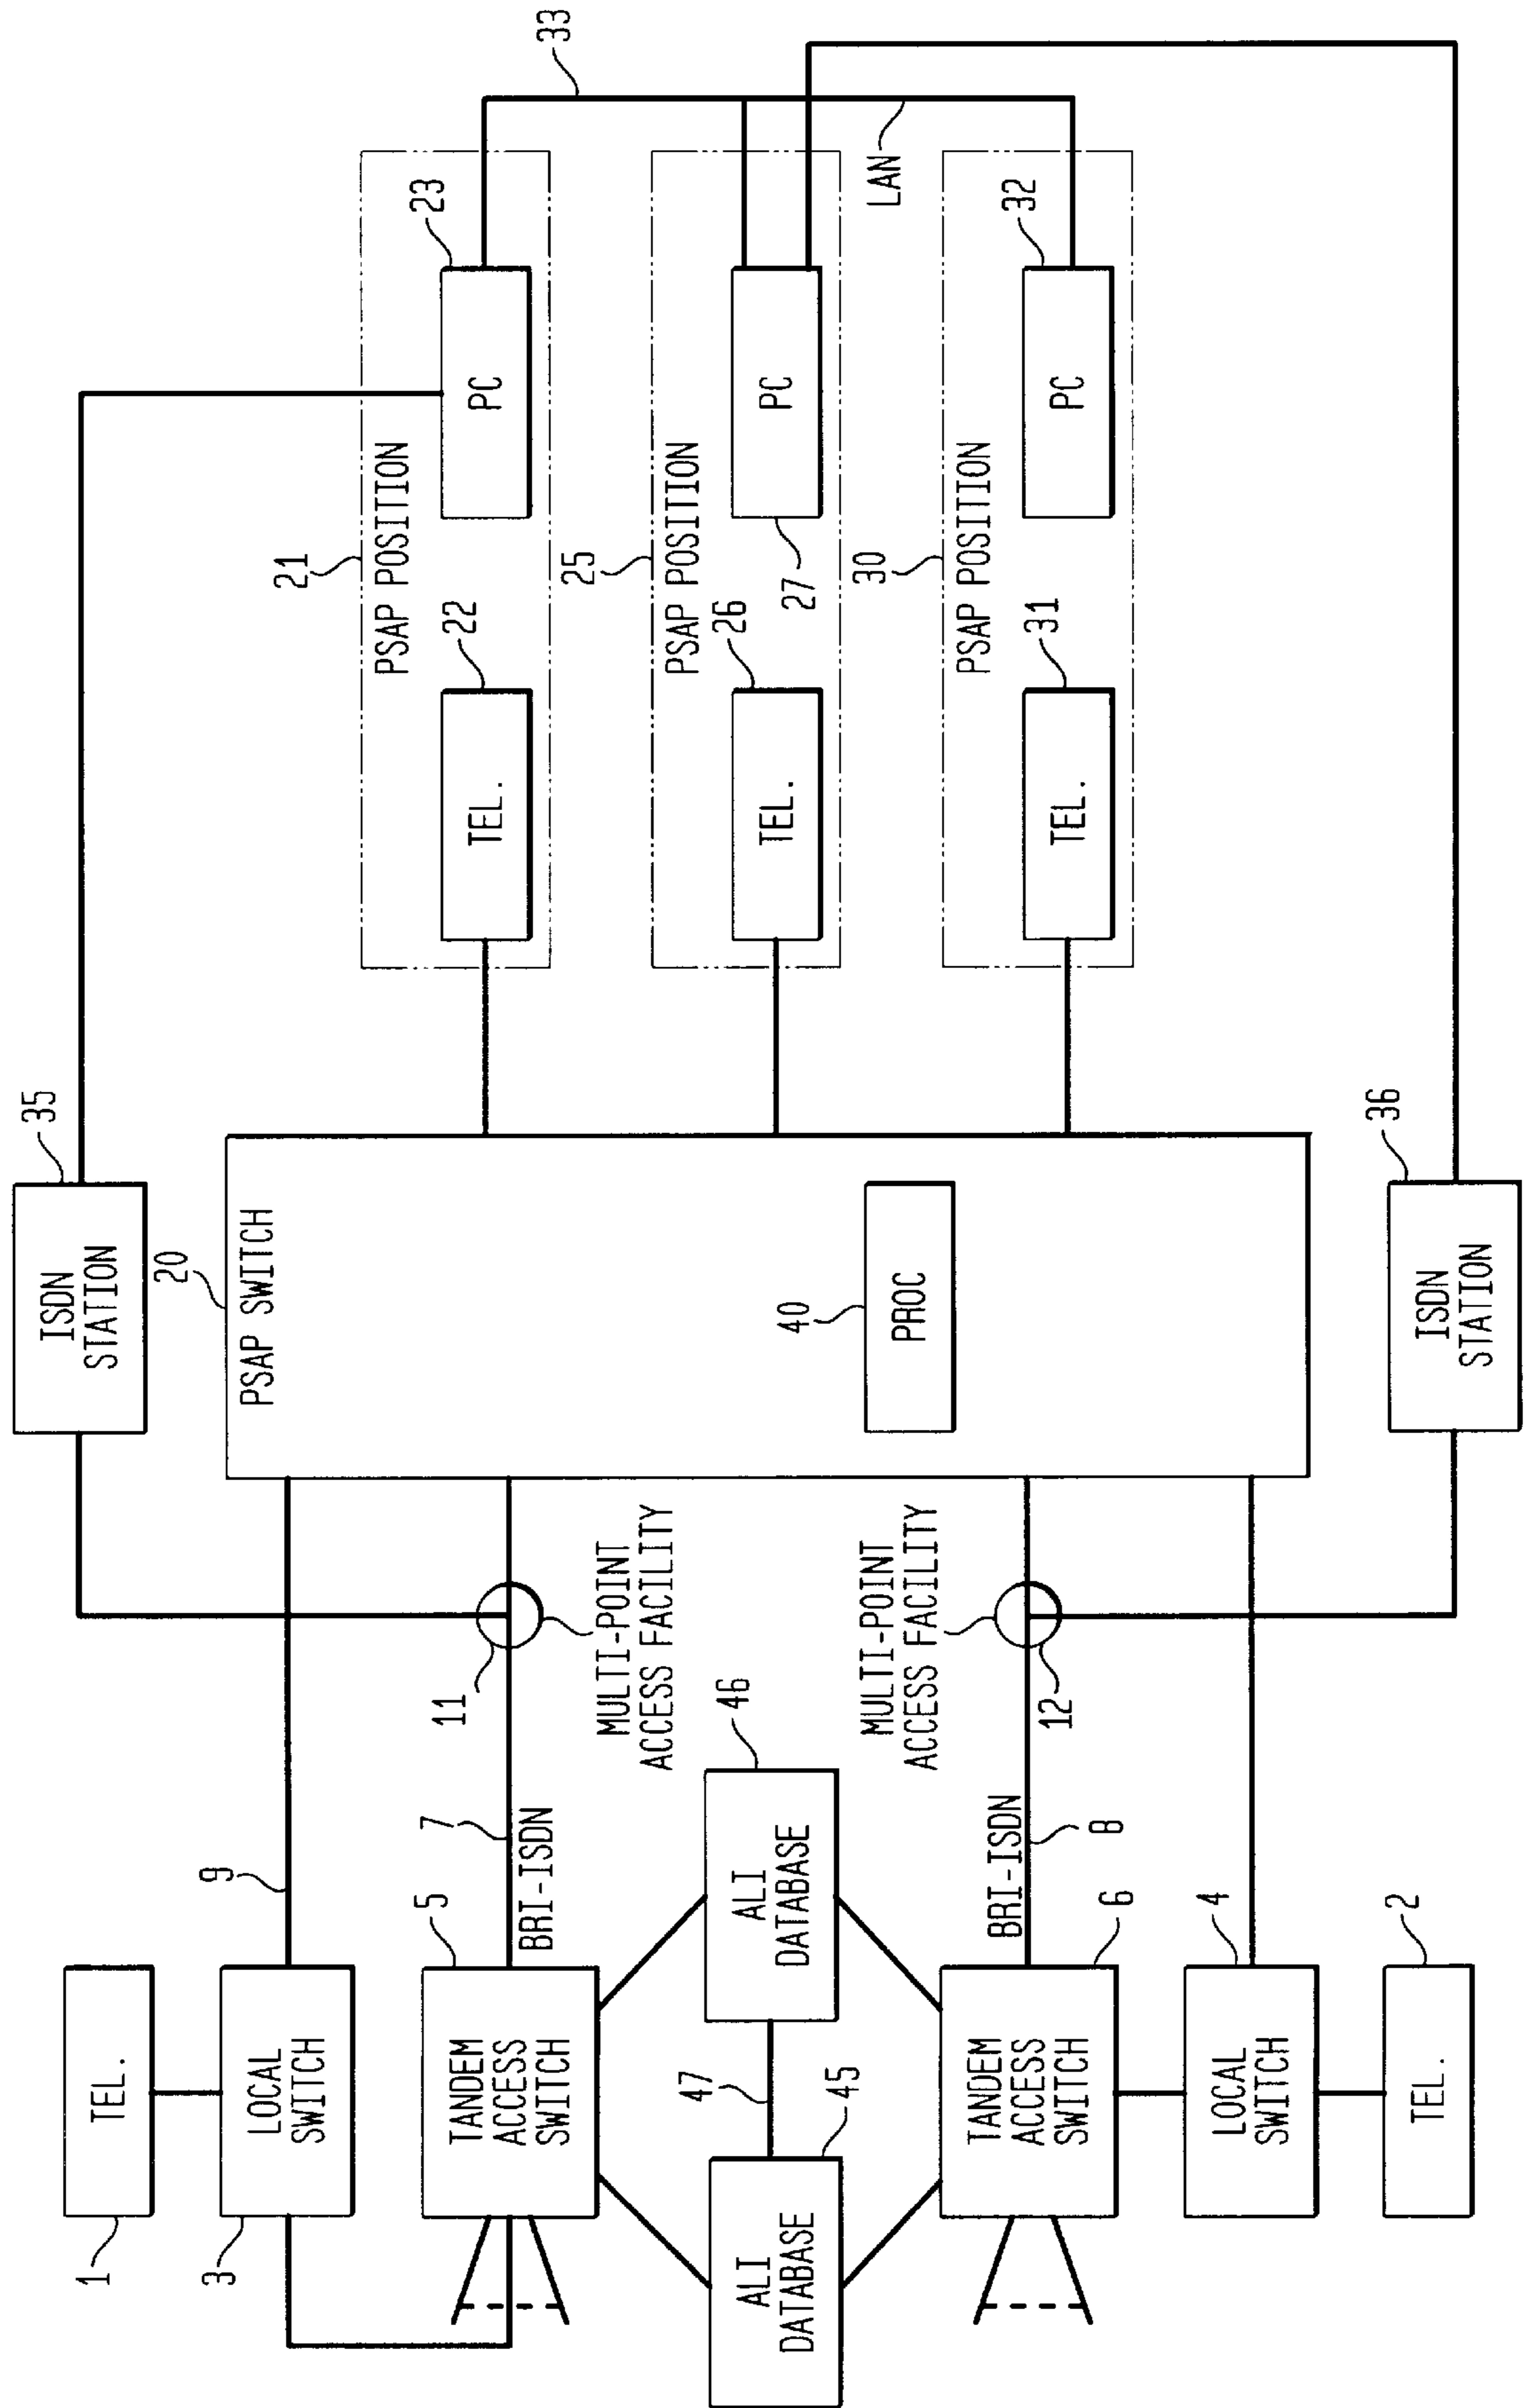 1
TEL.
3
LOCAL
SWITCH
9
5
TANDEM
ACCESS
SWITCH
7
BRI-ISDN
11
MULTI-POINT
ACCESS FACILITY
35
ISDN
STATION
20
PSAP SWITCH
40
PROC
21
PSAP POSITION
22
TEL.
23
PC
33
25
PSAP POSITION
26
TEL.
27
PC
LAN
30
PSAP POSITION
31
TEL.
32
PC
46
ALI
DATABASE
47
45
ALI
DATABASE
MULTI-POINT
ACCESS FACILITY
12
BRI-ISDN
8
6
TANDEM
ACCESS
SWITCH
4
LOCAL
SWITCH
2
TEL.
36
ISDN
STATION